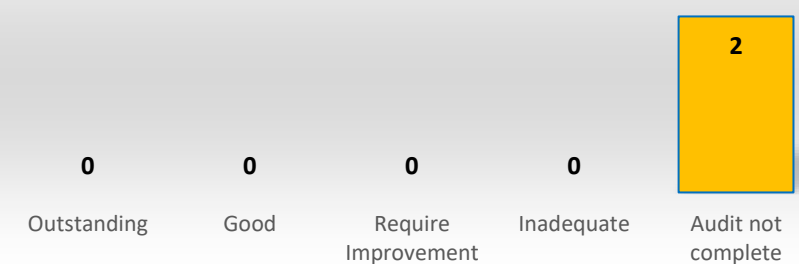 2
0 0 0 0
Outstanding Good Require Inadequate Audit not
Improvement complete